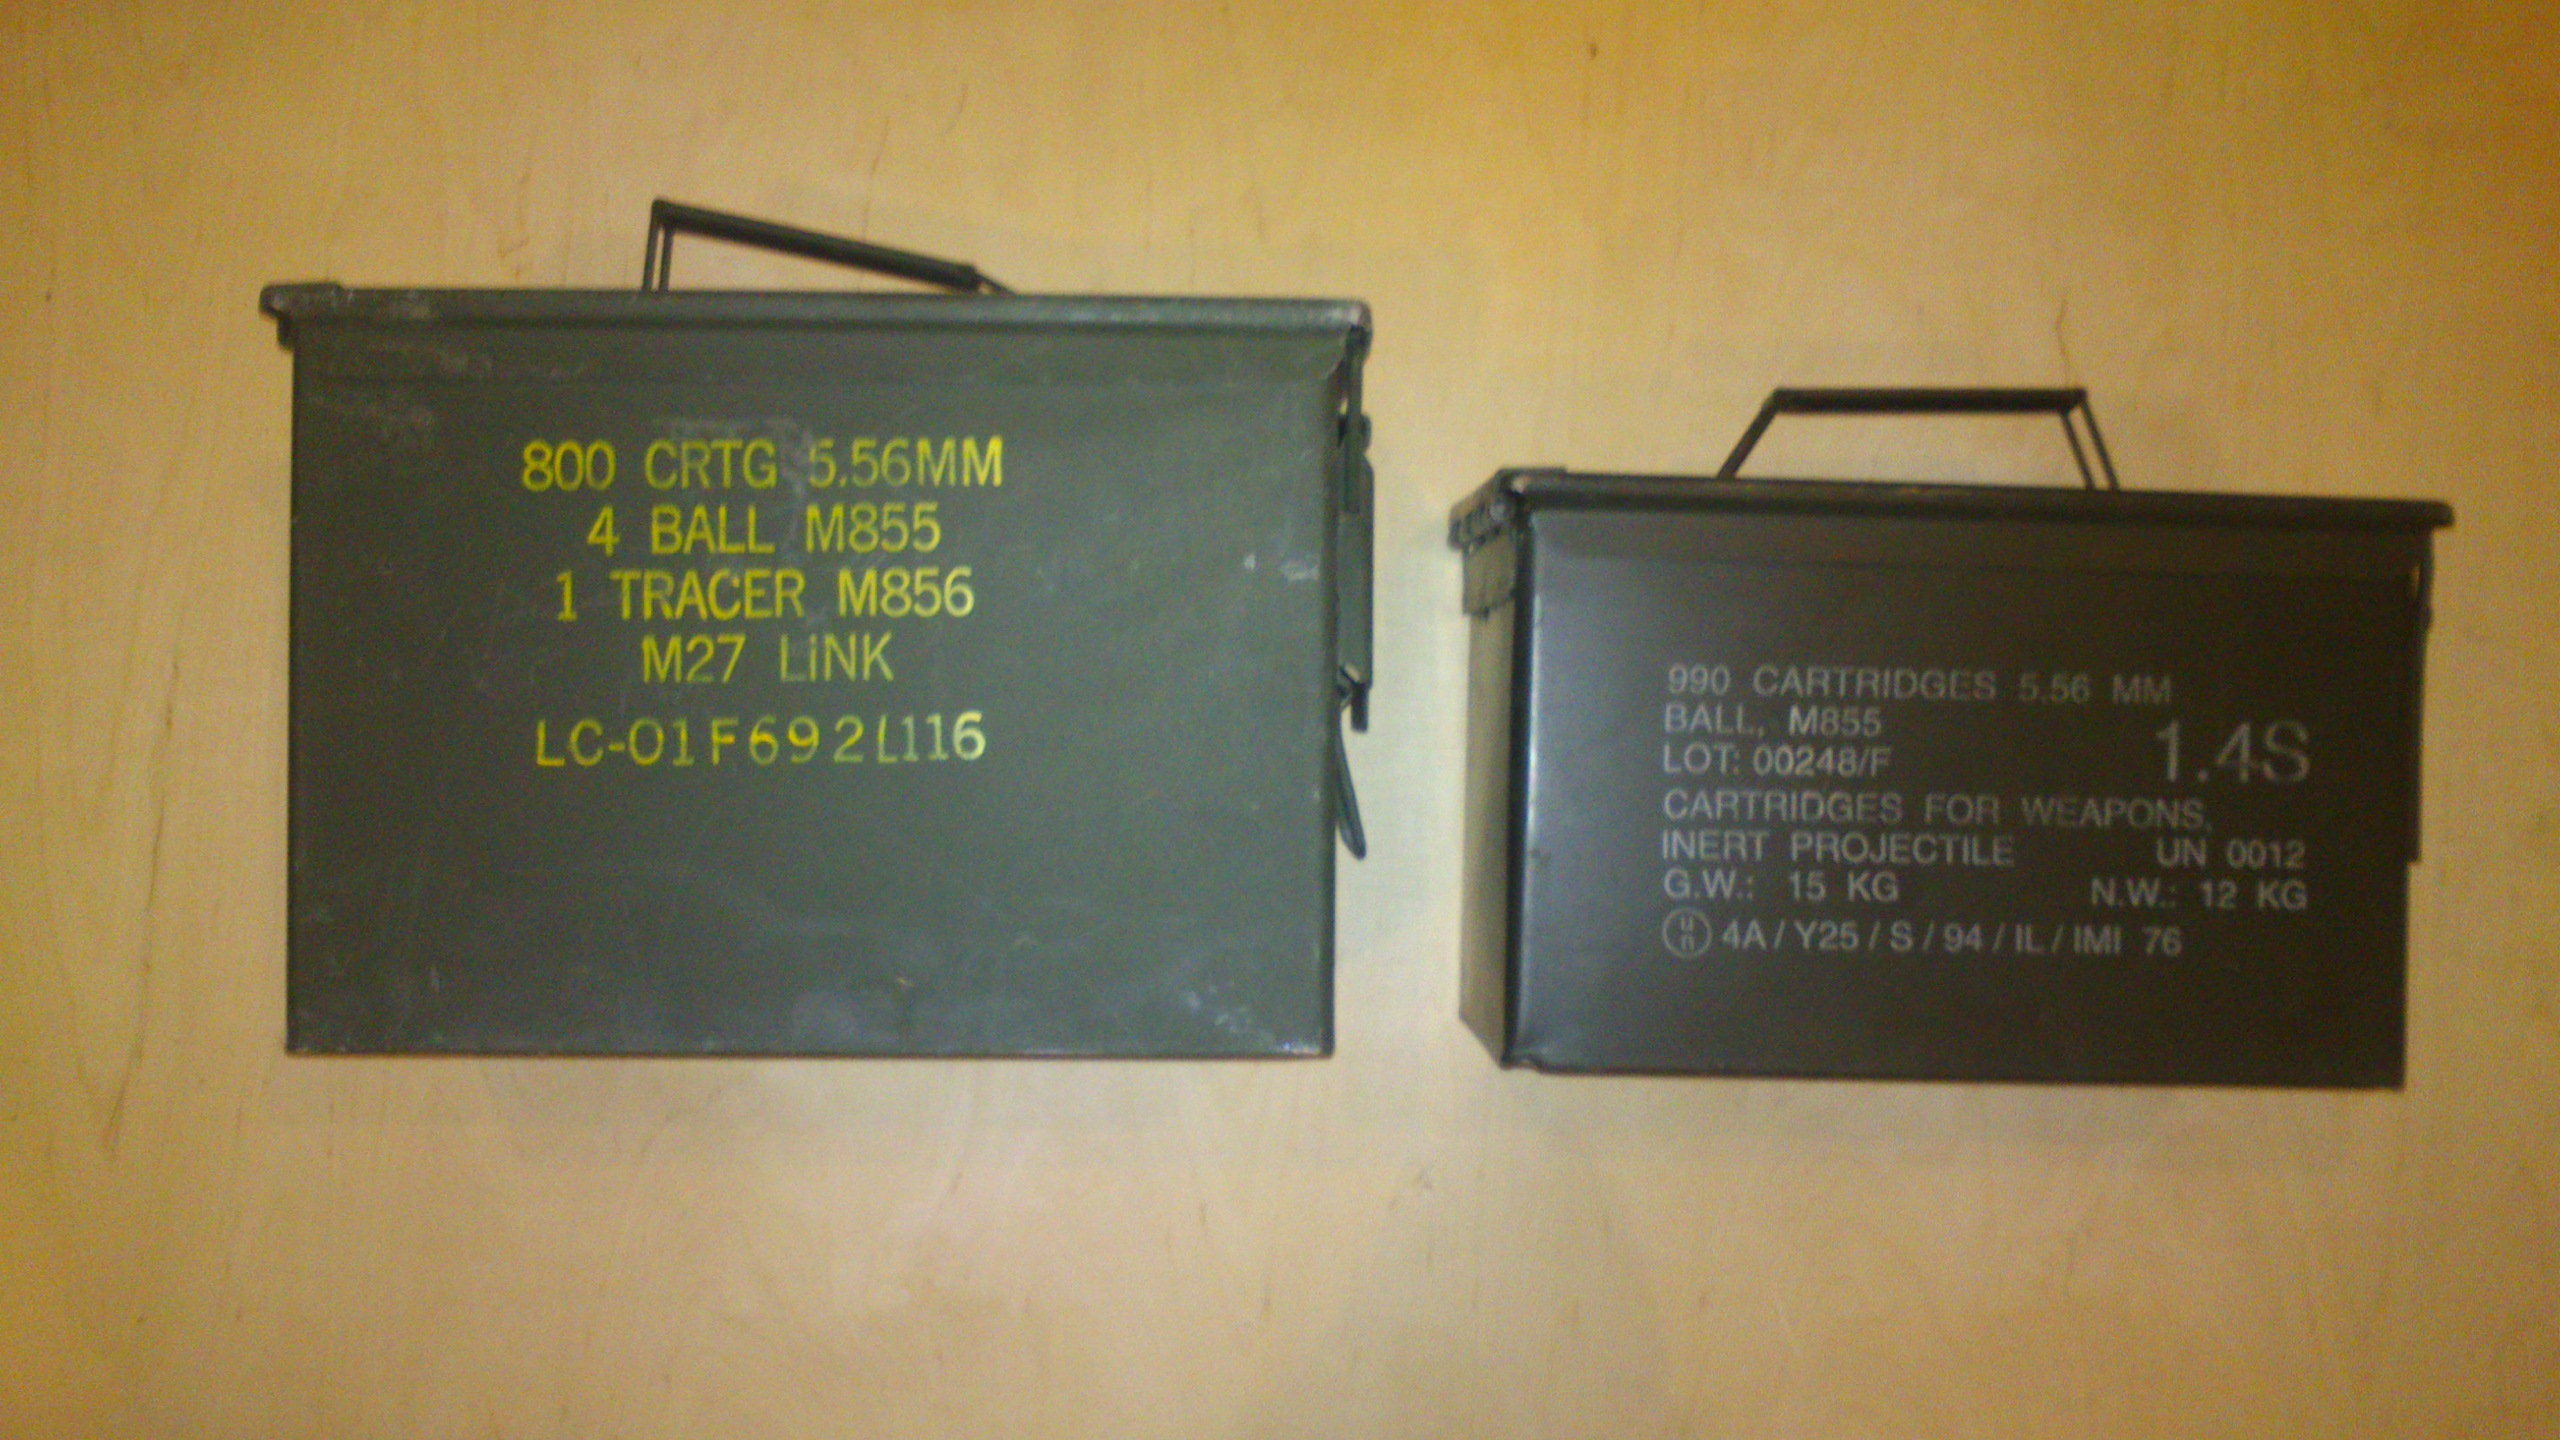 800 CRTG 5.56MM
4 BALL M855
1 TRACER M856
M27 LiNK
LC-01F692L116
990 CARTRIDGES 5.56 MM
BALL, M855
LOT: 00248/F
1.4S
CARTRIDGES FOR WEAPONS,
INERT PROJECTILE UN 0012
G.W.: 15 KG N.W.: 12 KG
un 4A / Y25 / S / 94 / IL / IMI 76